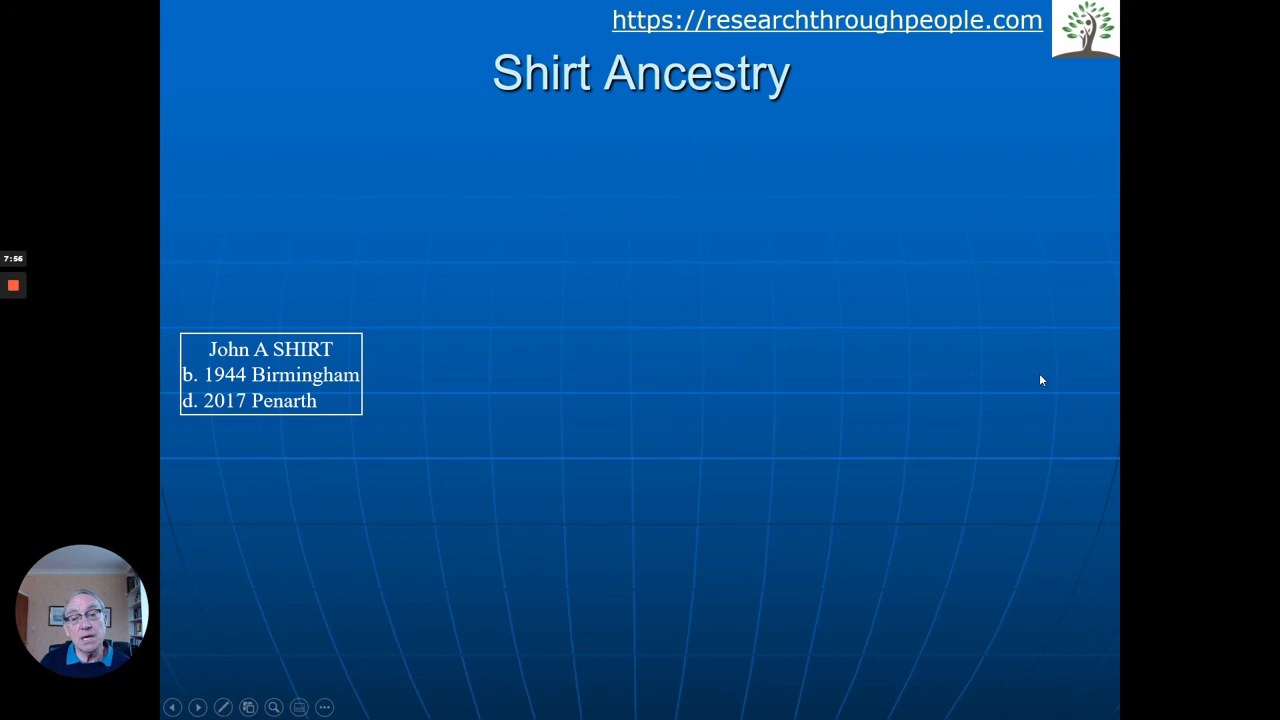 https://researchthroughpeople.com
Shirt Ancestry
7:56
John A SHIRT
b. 1944 Birmingham
d. 2017 Penarth